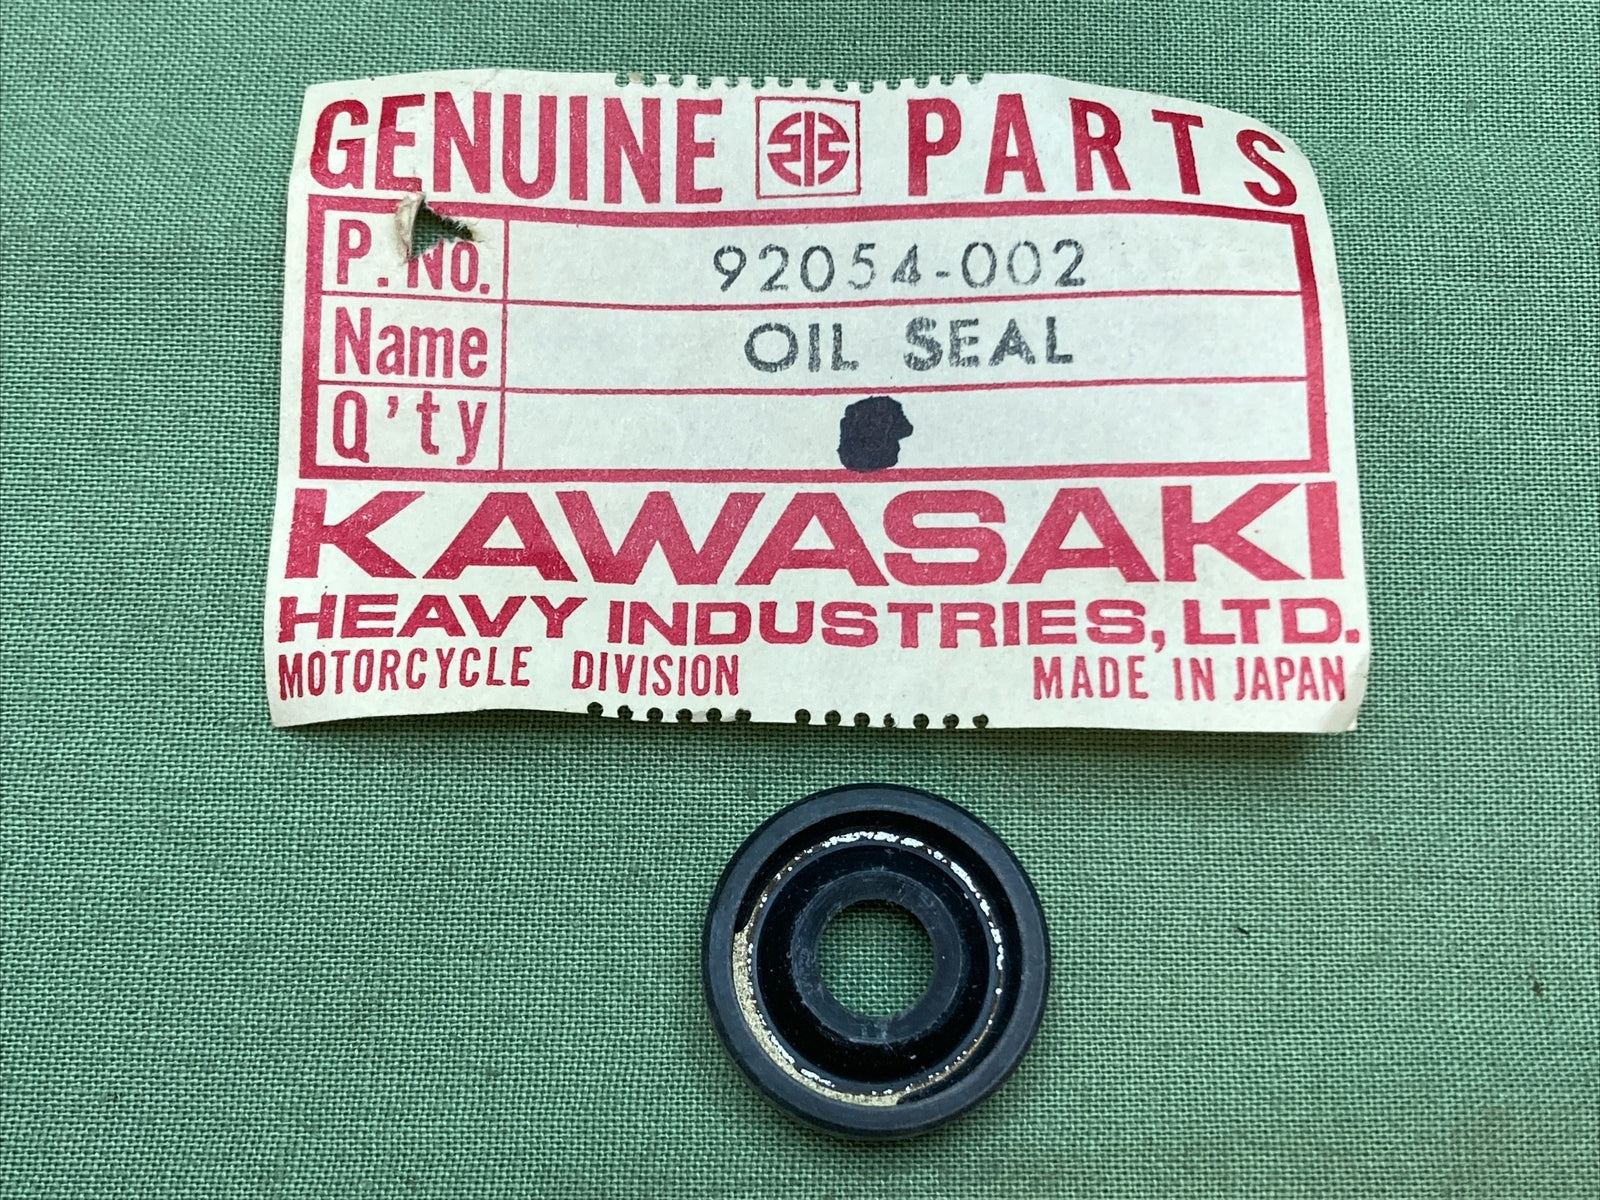 GENUINE PARTS
P. No. 92054-002
Name OIL SEAL
Q'ty
KAWASAKI
HEAVY INDUSTRIES, LTD.
MOTORCYCLE DIVISION MADE IN JAPAN